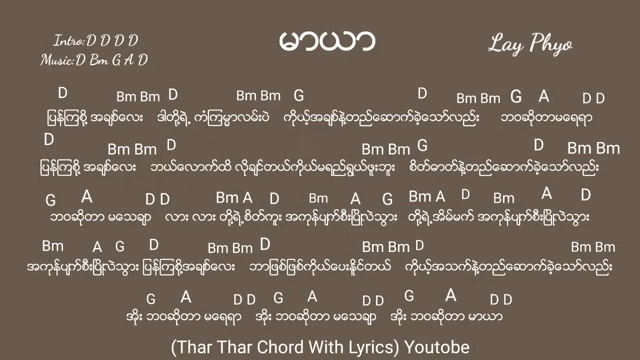 Intro:D D D D
Music:D Bm G A D
မာယာ
Lay Phyo
D Bm Bm D Bm Bm G D Bm Bm G A D D
ပြန်ကြစို့ အချစ်လေး ဒါတို့ရဲ့ ကံကြမ္မာလမ်းပဲ ကိုယ့်အချစ်နဲ့တည်ဆောက်ခဲ့သော်လည်း ဘဝဆိုတာမရေရာ
D Bm Bm D Bm Bm G D Bm Bm
ပြန်ကြစို့ အချစ်လေး ဘယ်လောက်ထိ လိုချင်တယ်ကိုယ်မရည်ရွယ်ဖူးဘူး စိတ်ဓာတ်နဲ့တည်ဆောက်ခဲ့သော်လည်း
G A D D Bm A D Bm A G Bm A D Bm A D
ဘဝဆိုတာ မသေချာ လား လား တို့ရဲ့စိတ်ကူး အကုန်ပျက်စီးပြိုလဲသွား တို့ရဲ့အိမ်မက် အကုန်ပျက်စီးပြိုလဲသွား
Bm A G D Bm Bm D Bm Bm D Bm Bm
အကုန်ပျက်စီးပြိုလဲသွား ပြန်ကြစို့အချစ်လေး ဘာဖြစ်ဖြစ်ကိုယ်ပေးနိူင်တယ် ကိုယ့်အသက်နဲ့တည်ဆောက်ခဲ့သော်လည်း
G A D D G A D D G A D D
အိုး ဘဝဆိုတာ မရေရာ အိုး ဘဝဆိုတာ မသေချာ အိုး ဘဝဆိုတာ မာယာ
(Thar Thar Chord With Lyrics) Youtobe